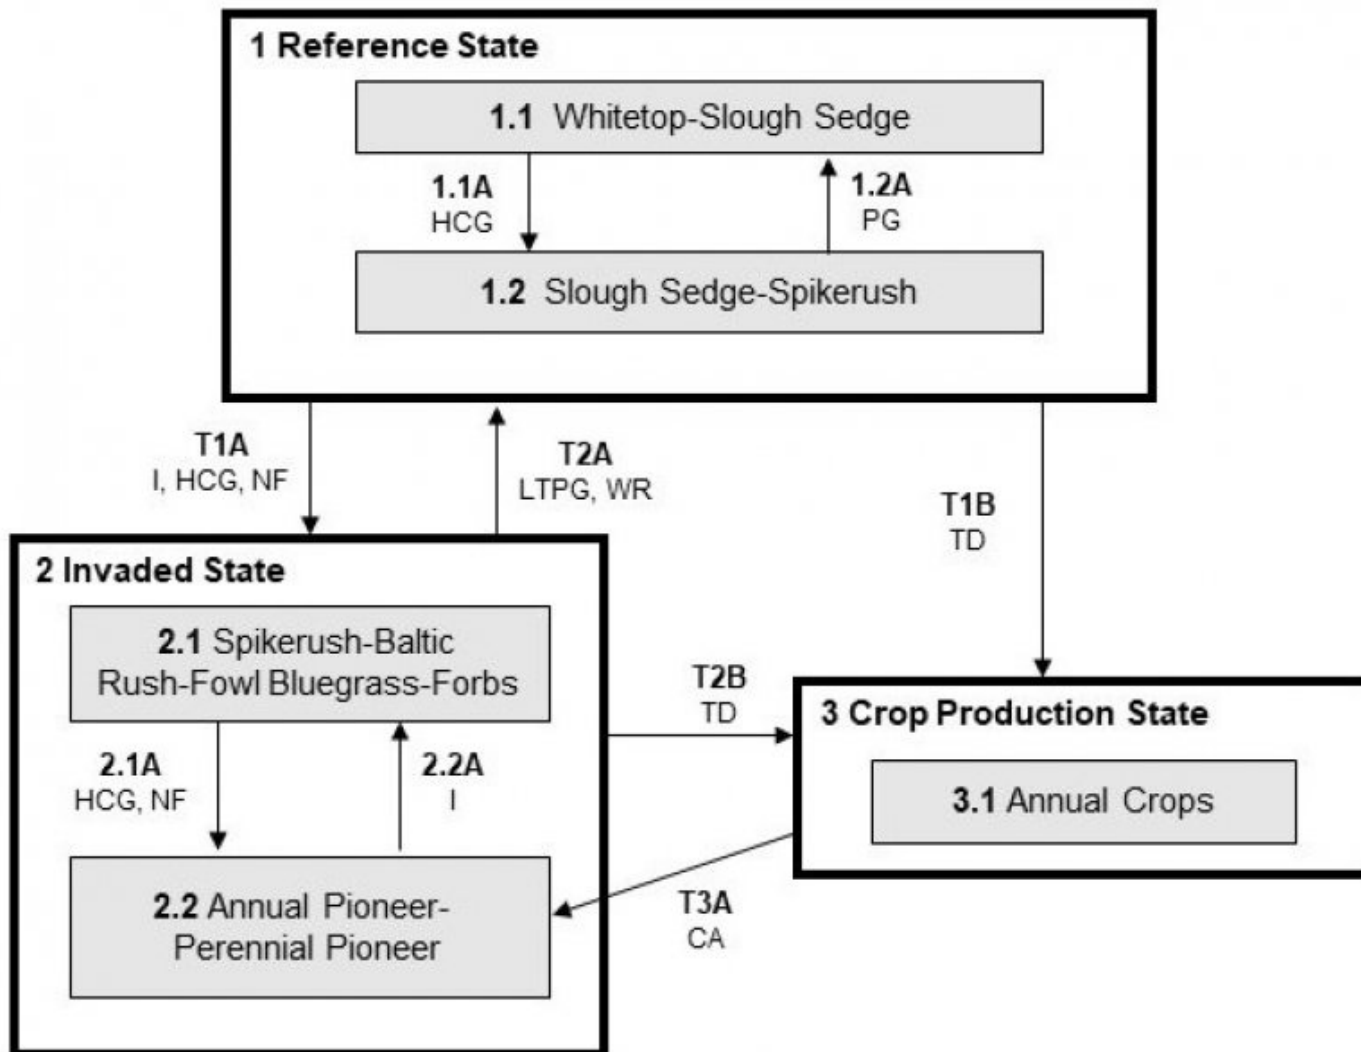 1 Reference State
1.1 Whitetop-Slough Sedge
1.1A
HCG
1.2A
PG
1.2 Slough Sedge-Spikerush
T1A
I, HCG, NF
T2A
LTPG, WR
T1B
TD
2 Invaded State
2.1 Spikerush-Baltic
Rush-Fowl Bluegrass-Forbs
2.1A
HCG, NF
2.2A
I
2.2 Annual Pioneer-
Perennial Pioneer
T2B
TD
3 Crop Production State
3.1 Annual Crops
T3A
CA